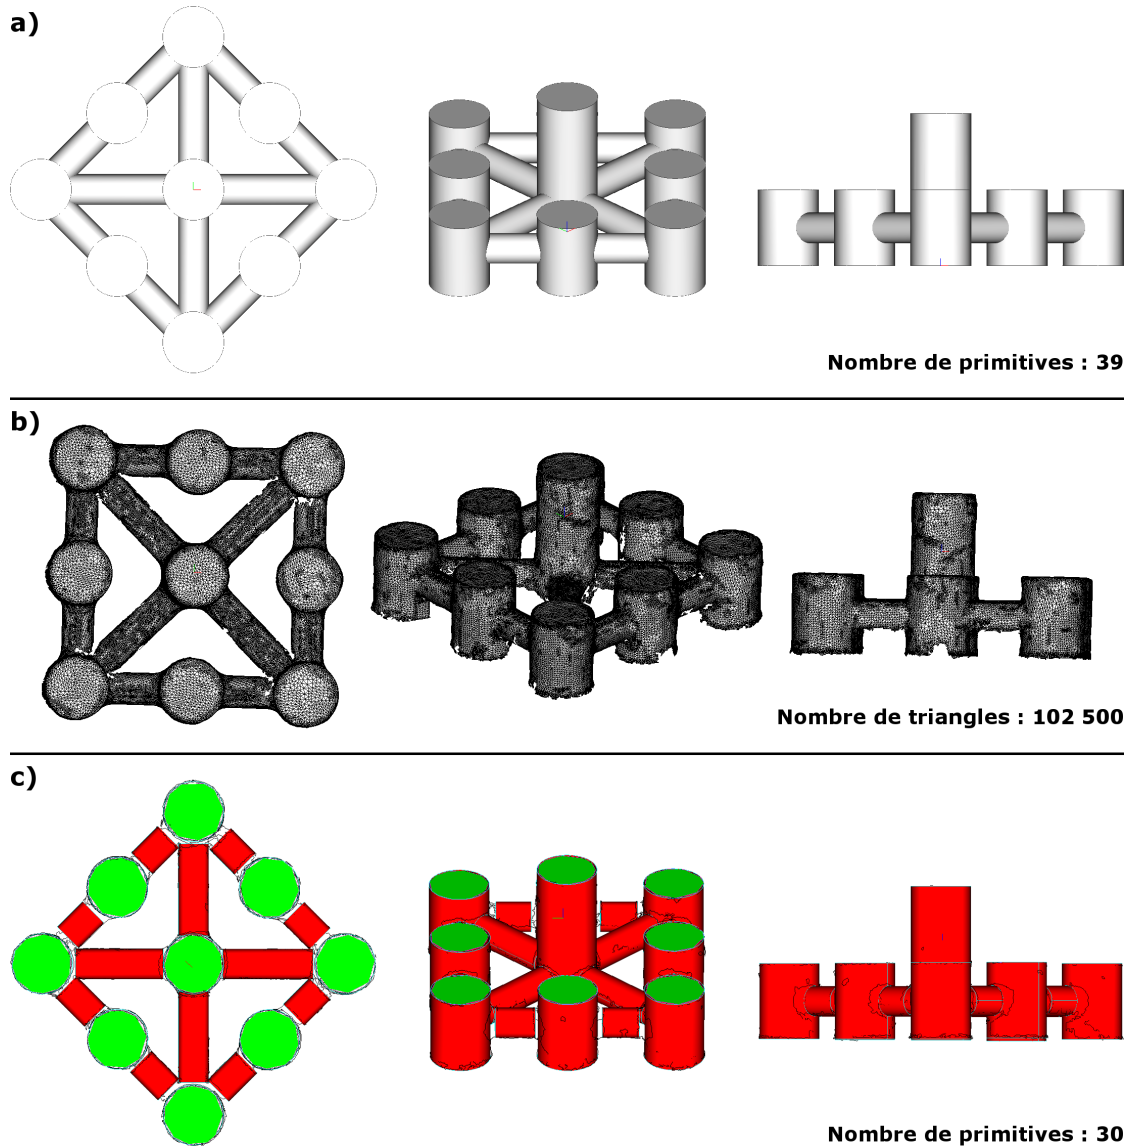 a)
Nombre de primitives : 39
b)
Nombre de triangles : 102 500
c)
Nombre de primitives : 30